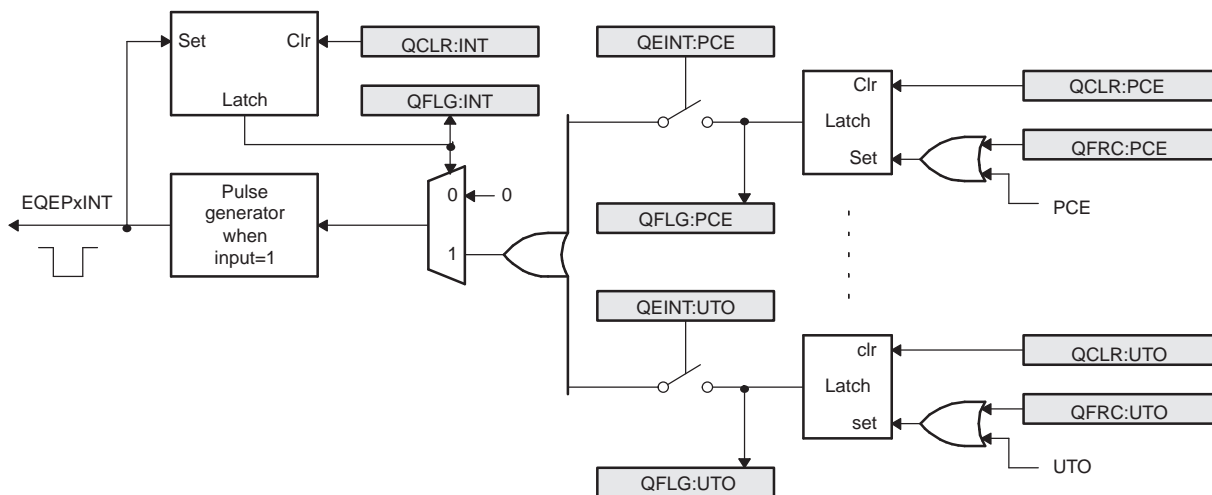 Set
Clr
Latch
QCLR:INT
QFLG:INT
EQEPxINT
Pulse
generator
when
input=1
0
0
1
QEINT:PCE
QFLG:PCE
Clr
Latch
Set
QCLR:PCE
QFRC:PCE
PCE
QEINT:UTO
QFLG:UTO
clr
Latch
set
QCLR:UTO
QFRC:UTO
UTO